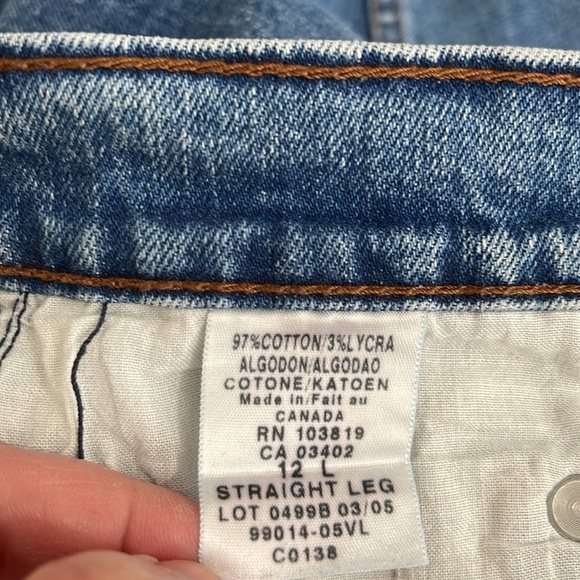 97%COTTON/3%LYCRA
ALGODON/ALGODAO
COTONE/KATOEN
Made in/Fait au
CANADA
RN 103819
CA 03402
12 L
STRAIGHT LEG
LOT 0499B 03/05
99014-05VL
C0138